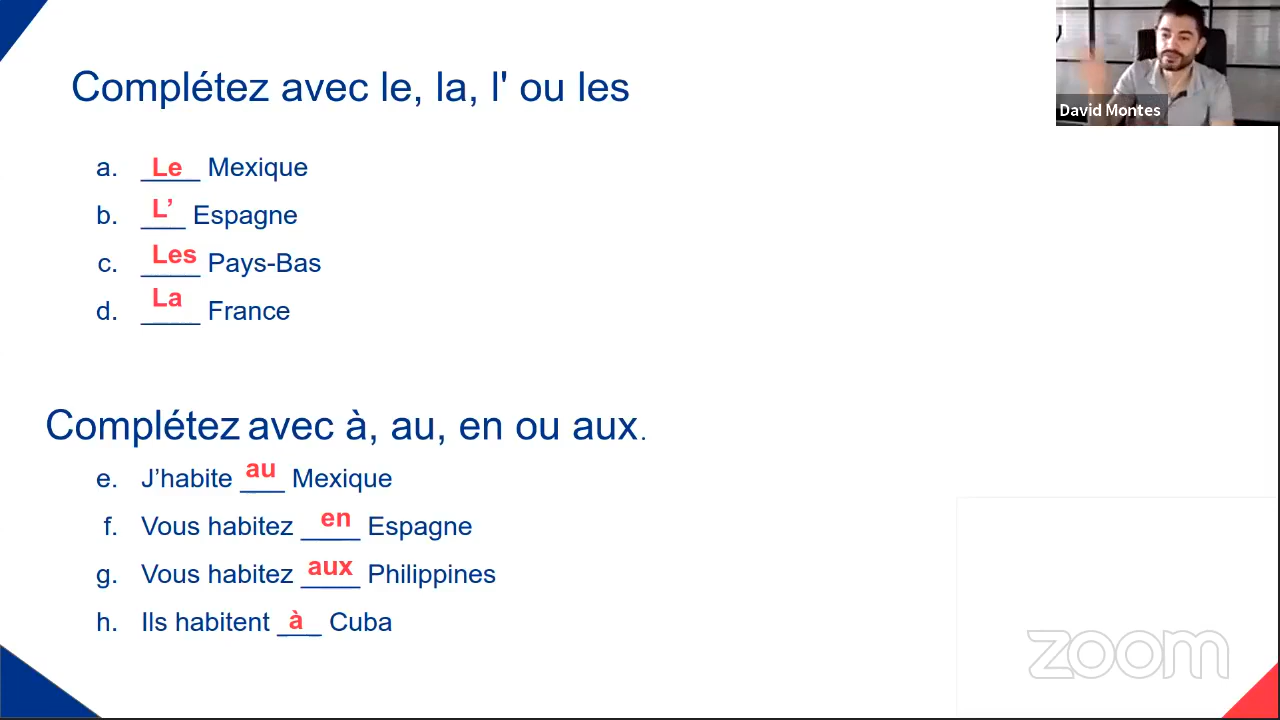 Complétez avec le, la, l' ou les
David Montes
a. Le Mexique
b. L’ Espagne
c. Les Pays-Bas
d. La France
Complétez avec à, au, en ou aux.
e. J’habite au Mexique
f. Vous habitez en Espagne
g. Vous habitez aux Philippines
h. Ils habitent à Cuba
zoom